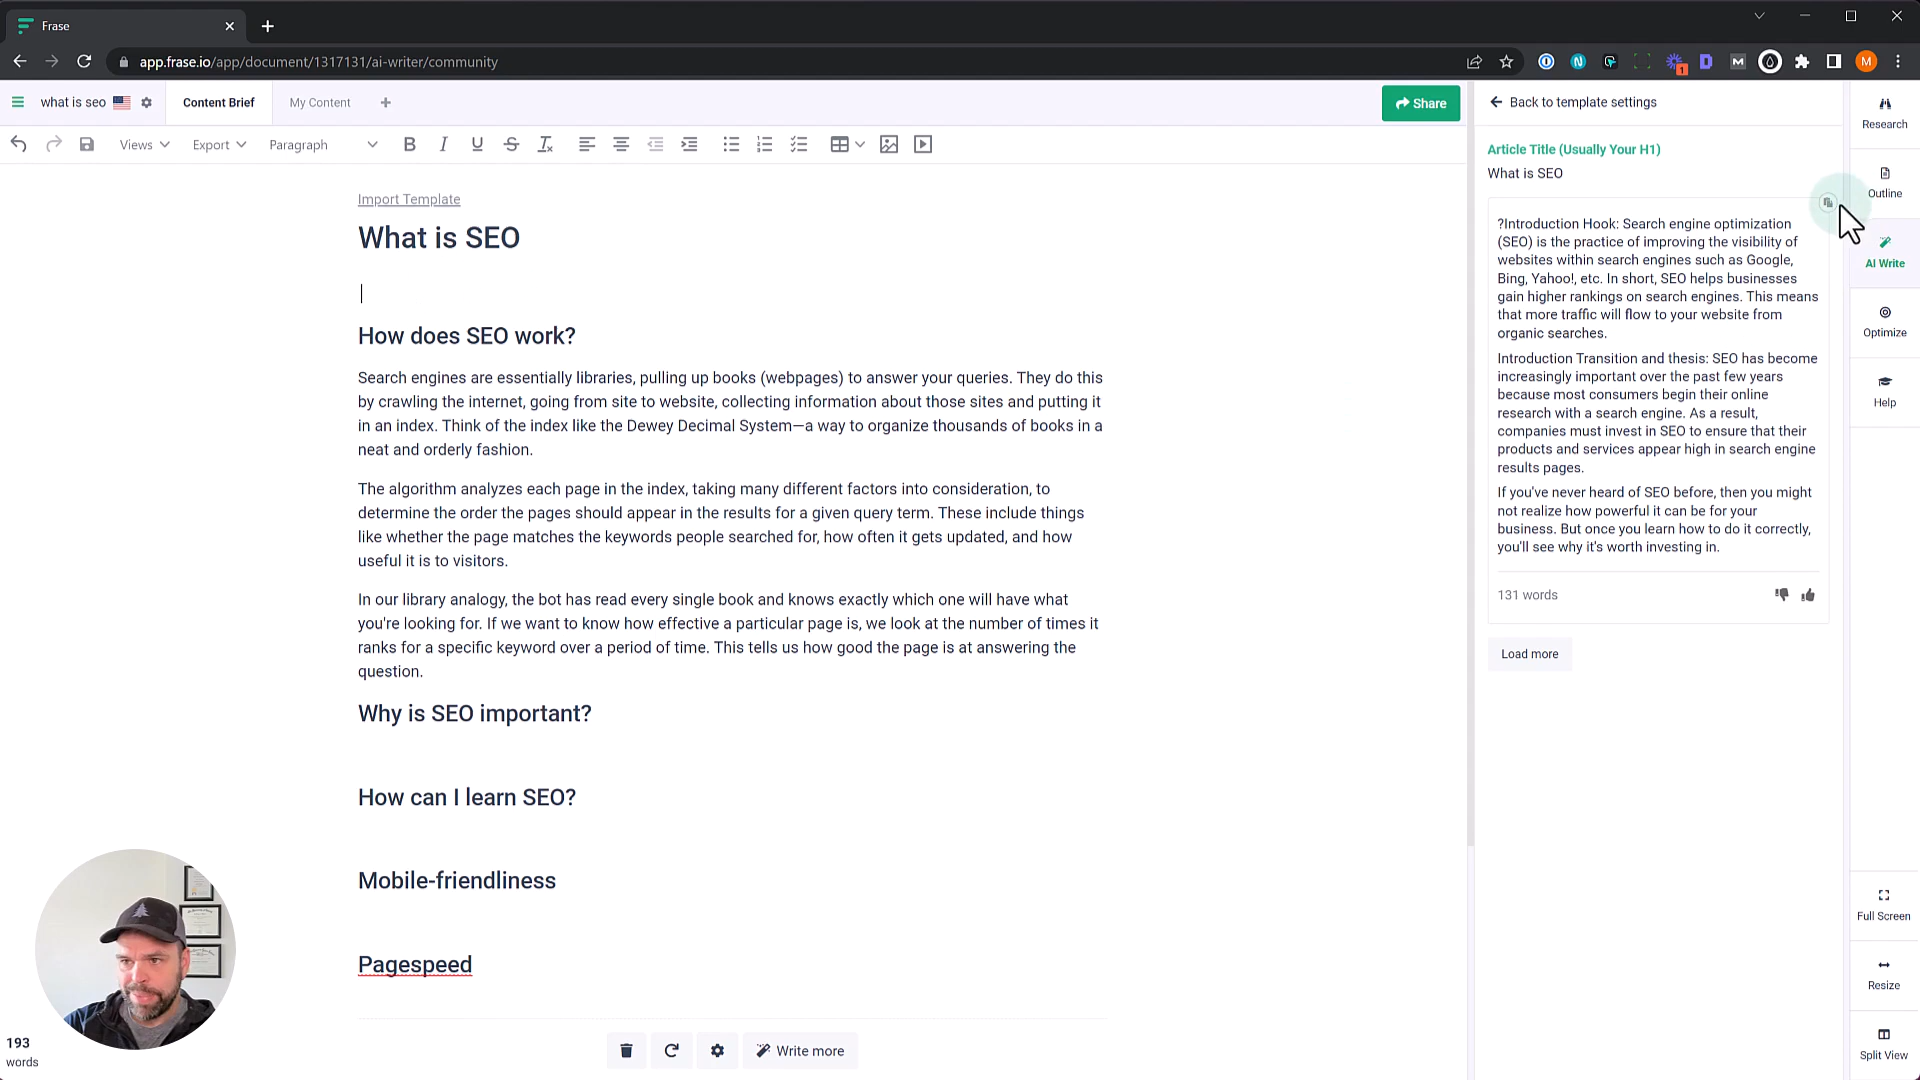 Frase
app.frase.io/app/document/1317131/ai-writer/community
1
M
M
what is seo
Content Brief
My Content
Share
Back to template settings
Research
Views
Export
Paragraph
B
I
U
S
Import Template
What is SEO
How does SEO work?
Search engines are essentially libraries, pulling up books (webpages) to answer your queries. They do this
by crawling the internet, going from site to website, collecting information about those sites and putting it
in an index. Think of the index like the Dewey Decimal System—a way to organize thousands of books in a
neat and orderly fashion.
The algorithm analyzes each page in the index, taking many different factors into consideration, to
determine the order the pages should appear in the results for a given query term. These include things
like whether the page matches the keywords people searched for, how often it gets updated, and how
useful it is to visitors.
In our library analogy, the bot has read every single book and knows exactly which one will have what
you're looking for. If we want to know how effective a particular page is, we look at the number of times it
ranks for a specific keyword over a period of time. This tells us how good the page is at answering the
question.
Why is SEO important?
How can I learn SEO?
Mobile-friendliness
Pagespeed
193
words
Write more
Article Title (Usually Your H1)
What is SEO
?Introduction Hook: Search engine optimization
(SEO) is the practice of improving the visibility of
websites within search engines such as Google,
Bing, Yahoo!, etc. In short, SEO helps businesses
gain higher rankings on search engines. This means
that more traffic will flow to your website from
organic searches.
Introduction Transition and thesis: SEO has become
increasingly important over the past few years
because most consumers begin their online
research with a search engine. As a result,
companies must invest in SEO to ensure that their
products and services appear high in search engine
results pages.
If you've never heard of SEO before, then you might
not realize how powerful it can be for your
business. But once you learn how to do it correctly,
you'll see why it's worth investing in.
131 words
Load more
Outline
AI Write
Optimize
Help
Full Screen
Resize
Split View